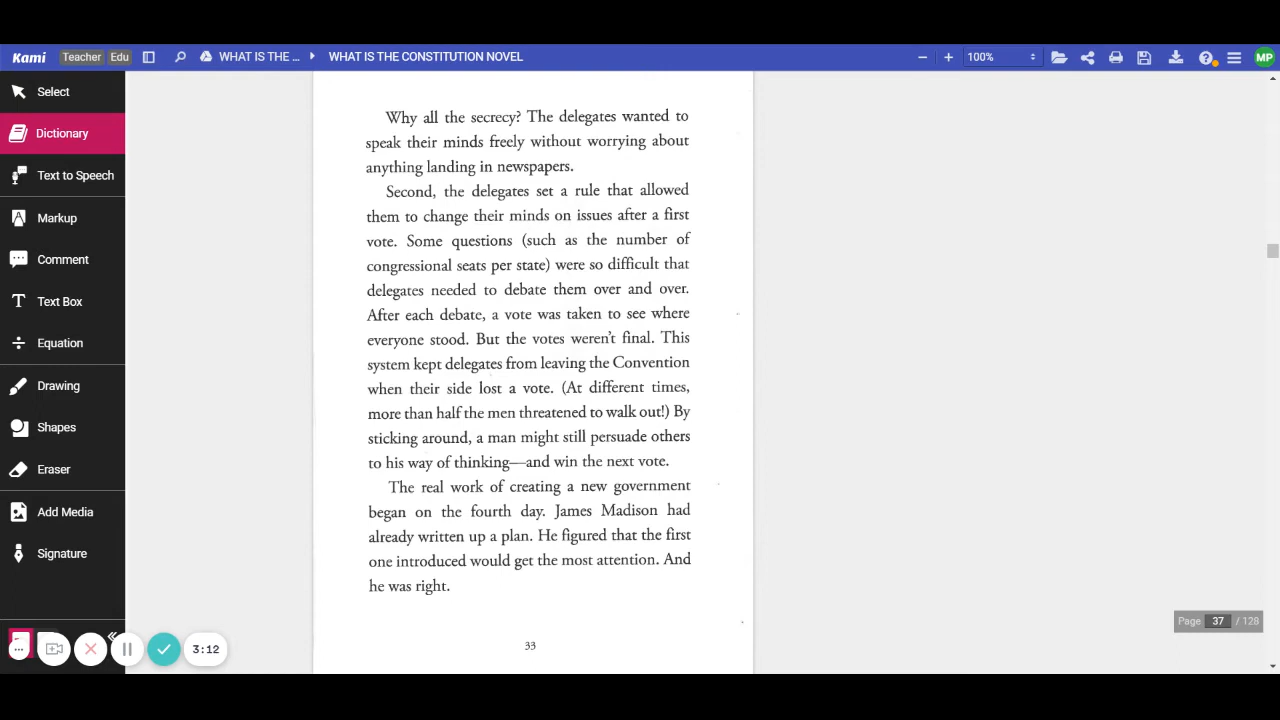 Kami Teacher Edu WHAT IS THE ... WHAT IS THE CONSTITUTION NOVEL 100% MP
Select
Dictionary
Text to Speech
Markup
Comment
Text Box
Equation
Drawing
Shapes
Eraser
Add Media
Signature
3:12
Why all the secrecy? The delegates wanted to
speak their minds freely without worrying about
anything landing in newspapers.
Second, the delegates set a rule that allowed
them to change their minds on issues after a first
vote. Some questions (such as the number of
congressional seats per state) were so difficult that
delegates needed to debate them over and over.
After each debate, a vote was taken to see where
everyone stood. But the votes weren't final. This
system kept delegates from leaving the Convention
when their side lost a vote. (At different times,
more than half the men threatened to walk out!) By
sticking around, a man might still persuade others
to his way of thinking—and win the next vote.
The real work of creating a new government
began on the fourth day. James Madison had
already written up a plan. He figured that the first
one introduced would get the most attention. And
he was right.
33
Page 37 / 128